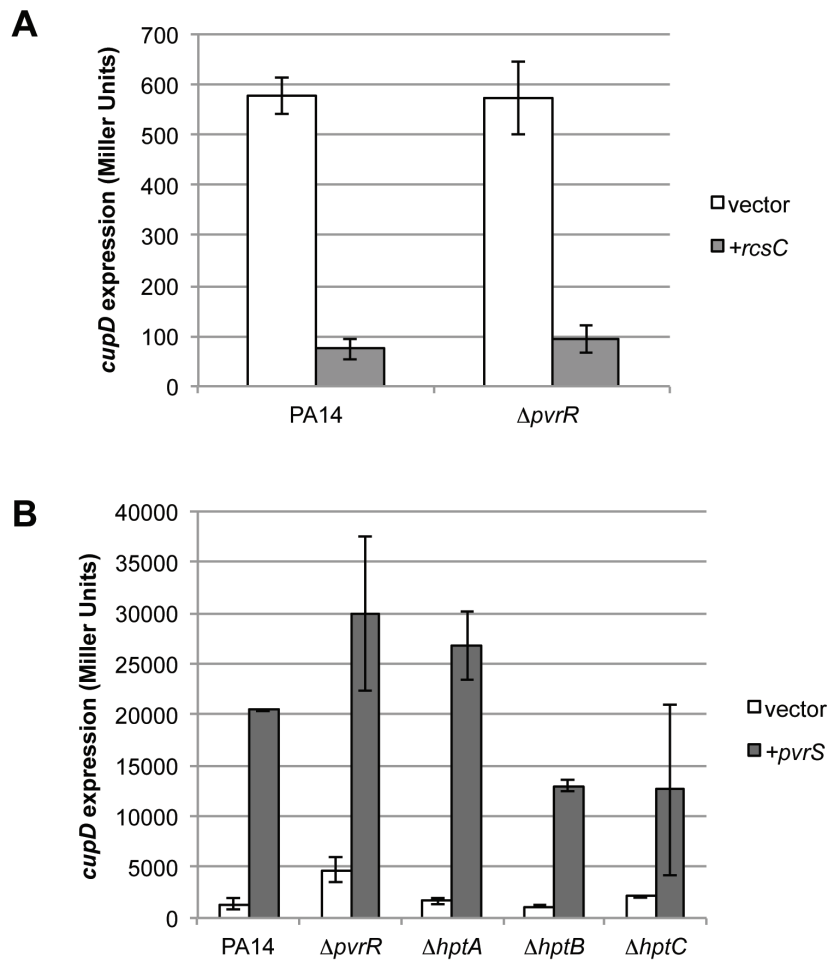 A
cupD expression (Miller Units)
700
600
500
400
300
200
100
0
PA14
ΔpvrR
vector
+rcsC
B
cupD expression (Miller Units)
40000
35000
30000
25000
20000
15000
10000
5000
0
PA14
ΔpvrR
ΔhptA
ΔhptB
ΔhptC
vector
+pvrS